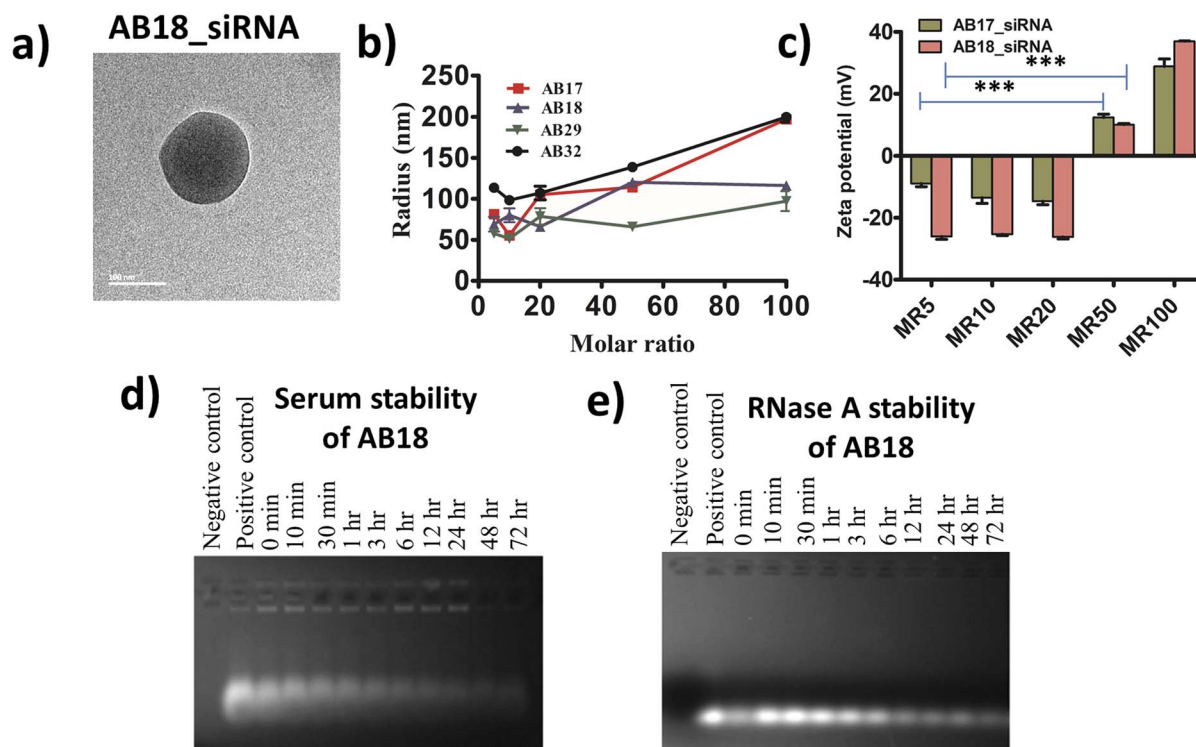 a)
AB18_siRNA
100 nm
b)
250
200
150
100
50
0
Radius (nm)
AB17
AB18
AB29
AB32
0 20 40 60 80 100
Molar ratio
c)
AB17_siRNA
AB18_siRNA
40
20
0
-20
-40
Zeta potential (mV)
***
***
MR5
MR10
MR20
MR50
MR100
d)
Serum stability
of AB18
Negative control
Positive control
0 min
10 min
30 min
1 hr
3 hr
6 hr
12 hr
24 hr
48 hr
72 hr
e)
RNase A stability
of AB18
Negative control
Positive control
0 min
10 min
30 min
1 hr
3 hr
6 hr
12 hr
24 hr
48 hr
72 hr